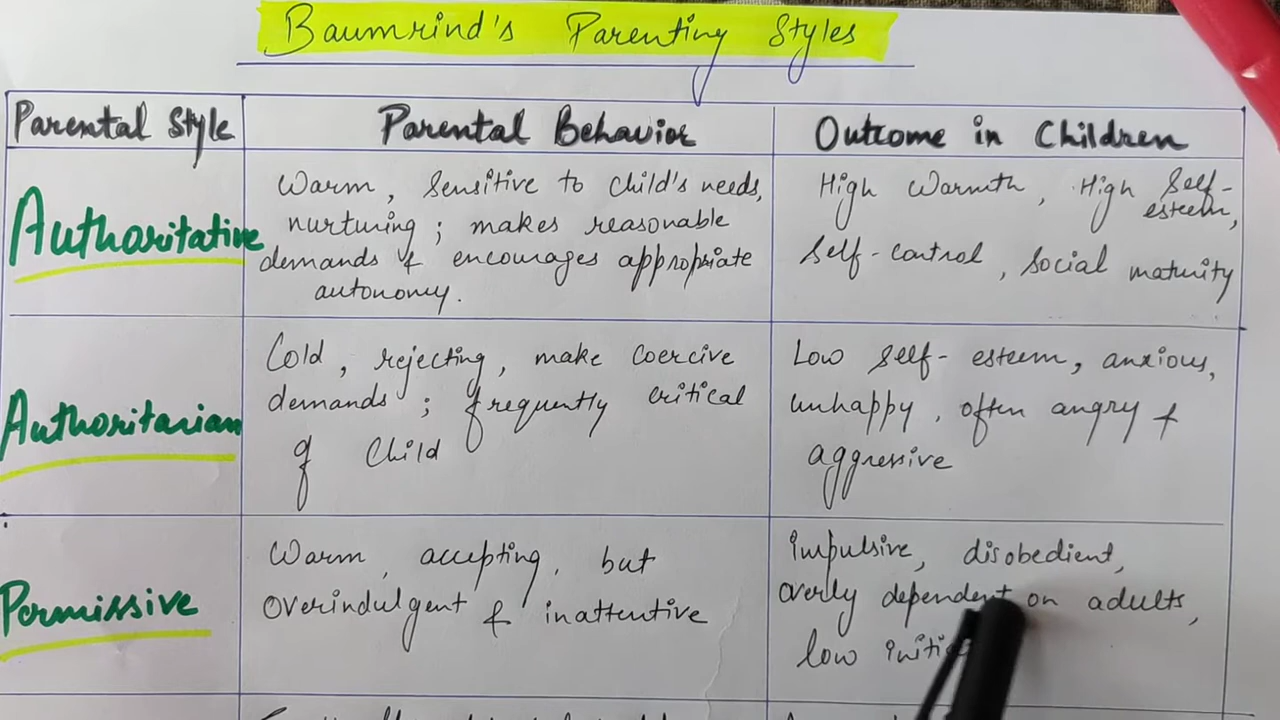 Baumrind's Parenting Styles
Parental Style
Parental Behavior
Outcome in Children
Authoritative
Warm, Sensitive to child's needs,
nurturing; makes reasonable
demands & encourages appropriate
autonomy.
High Warmth, High Self-
esteem,
Self-control, Social maturity
Authoritarian
Cold, rejecting, make coercive
demands; frequently critical
of Child
Low Self-esteem, anxious,
unhappy, often angry &
aggressive
Permissive
Warm, accepting, but
overindulgent & inattentive
Impulsive, disobedient,
overly dependent on adults,
low